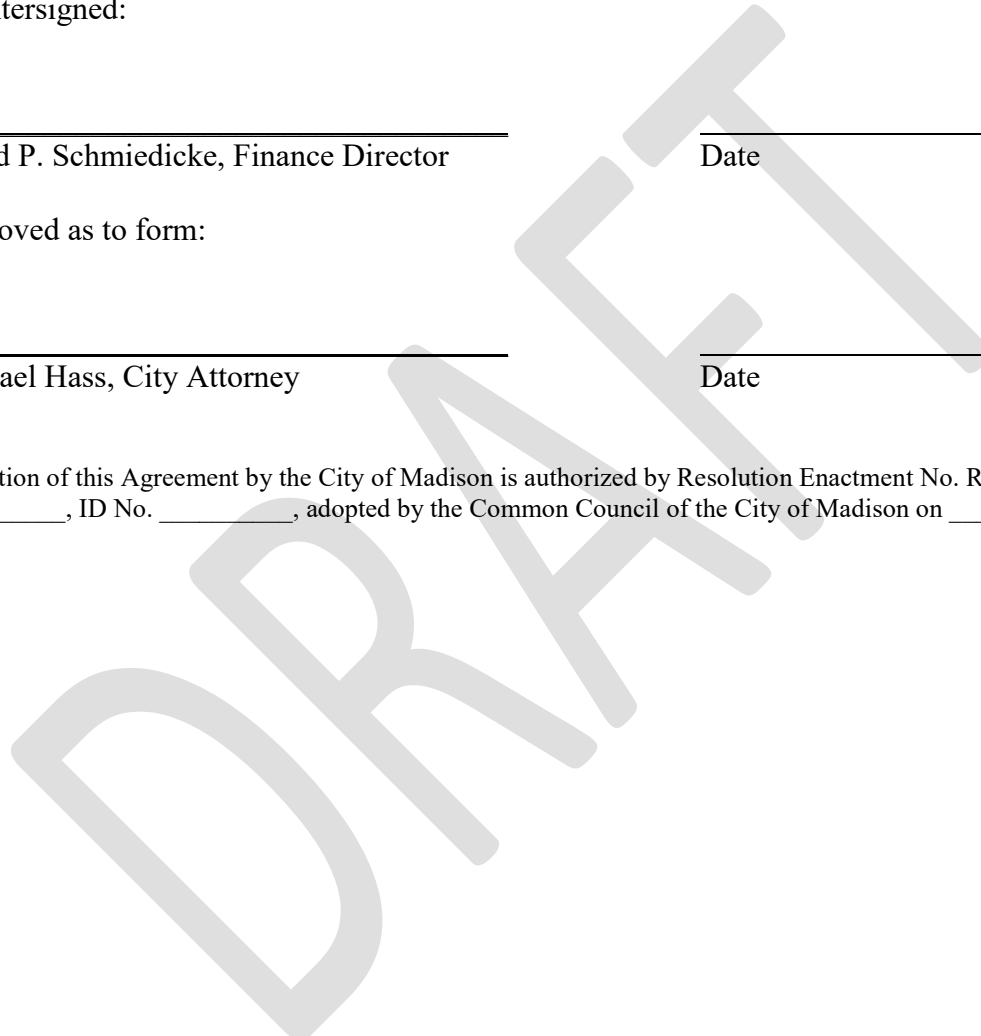 tersigned:
d P. Schmiedicke, Finance Director
Date
oved as to form:
ael Hass, City Attorney
Date
tion of this Agreement by the City of Madison is authorized by Resolution Enactment No. R
_____, ID No. __________, adopted by the Common Council of the City of Madison on __
DRAFT